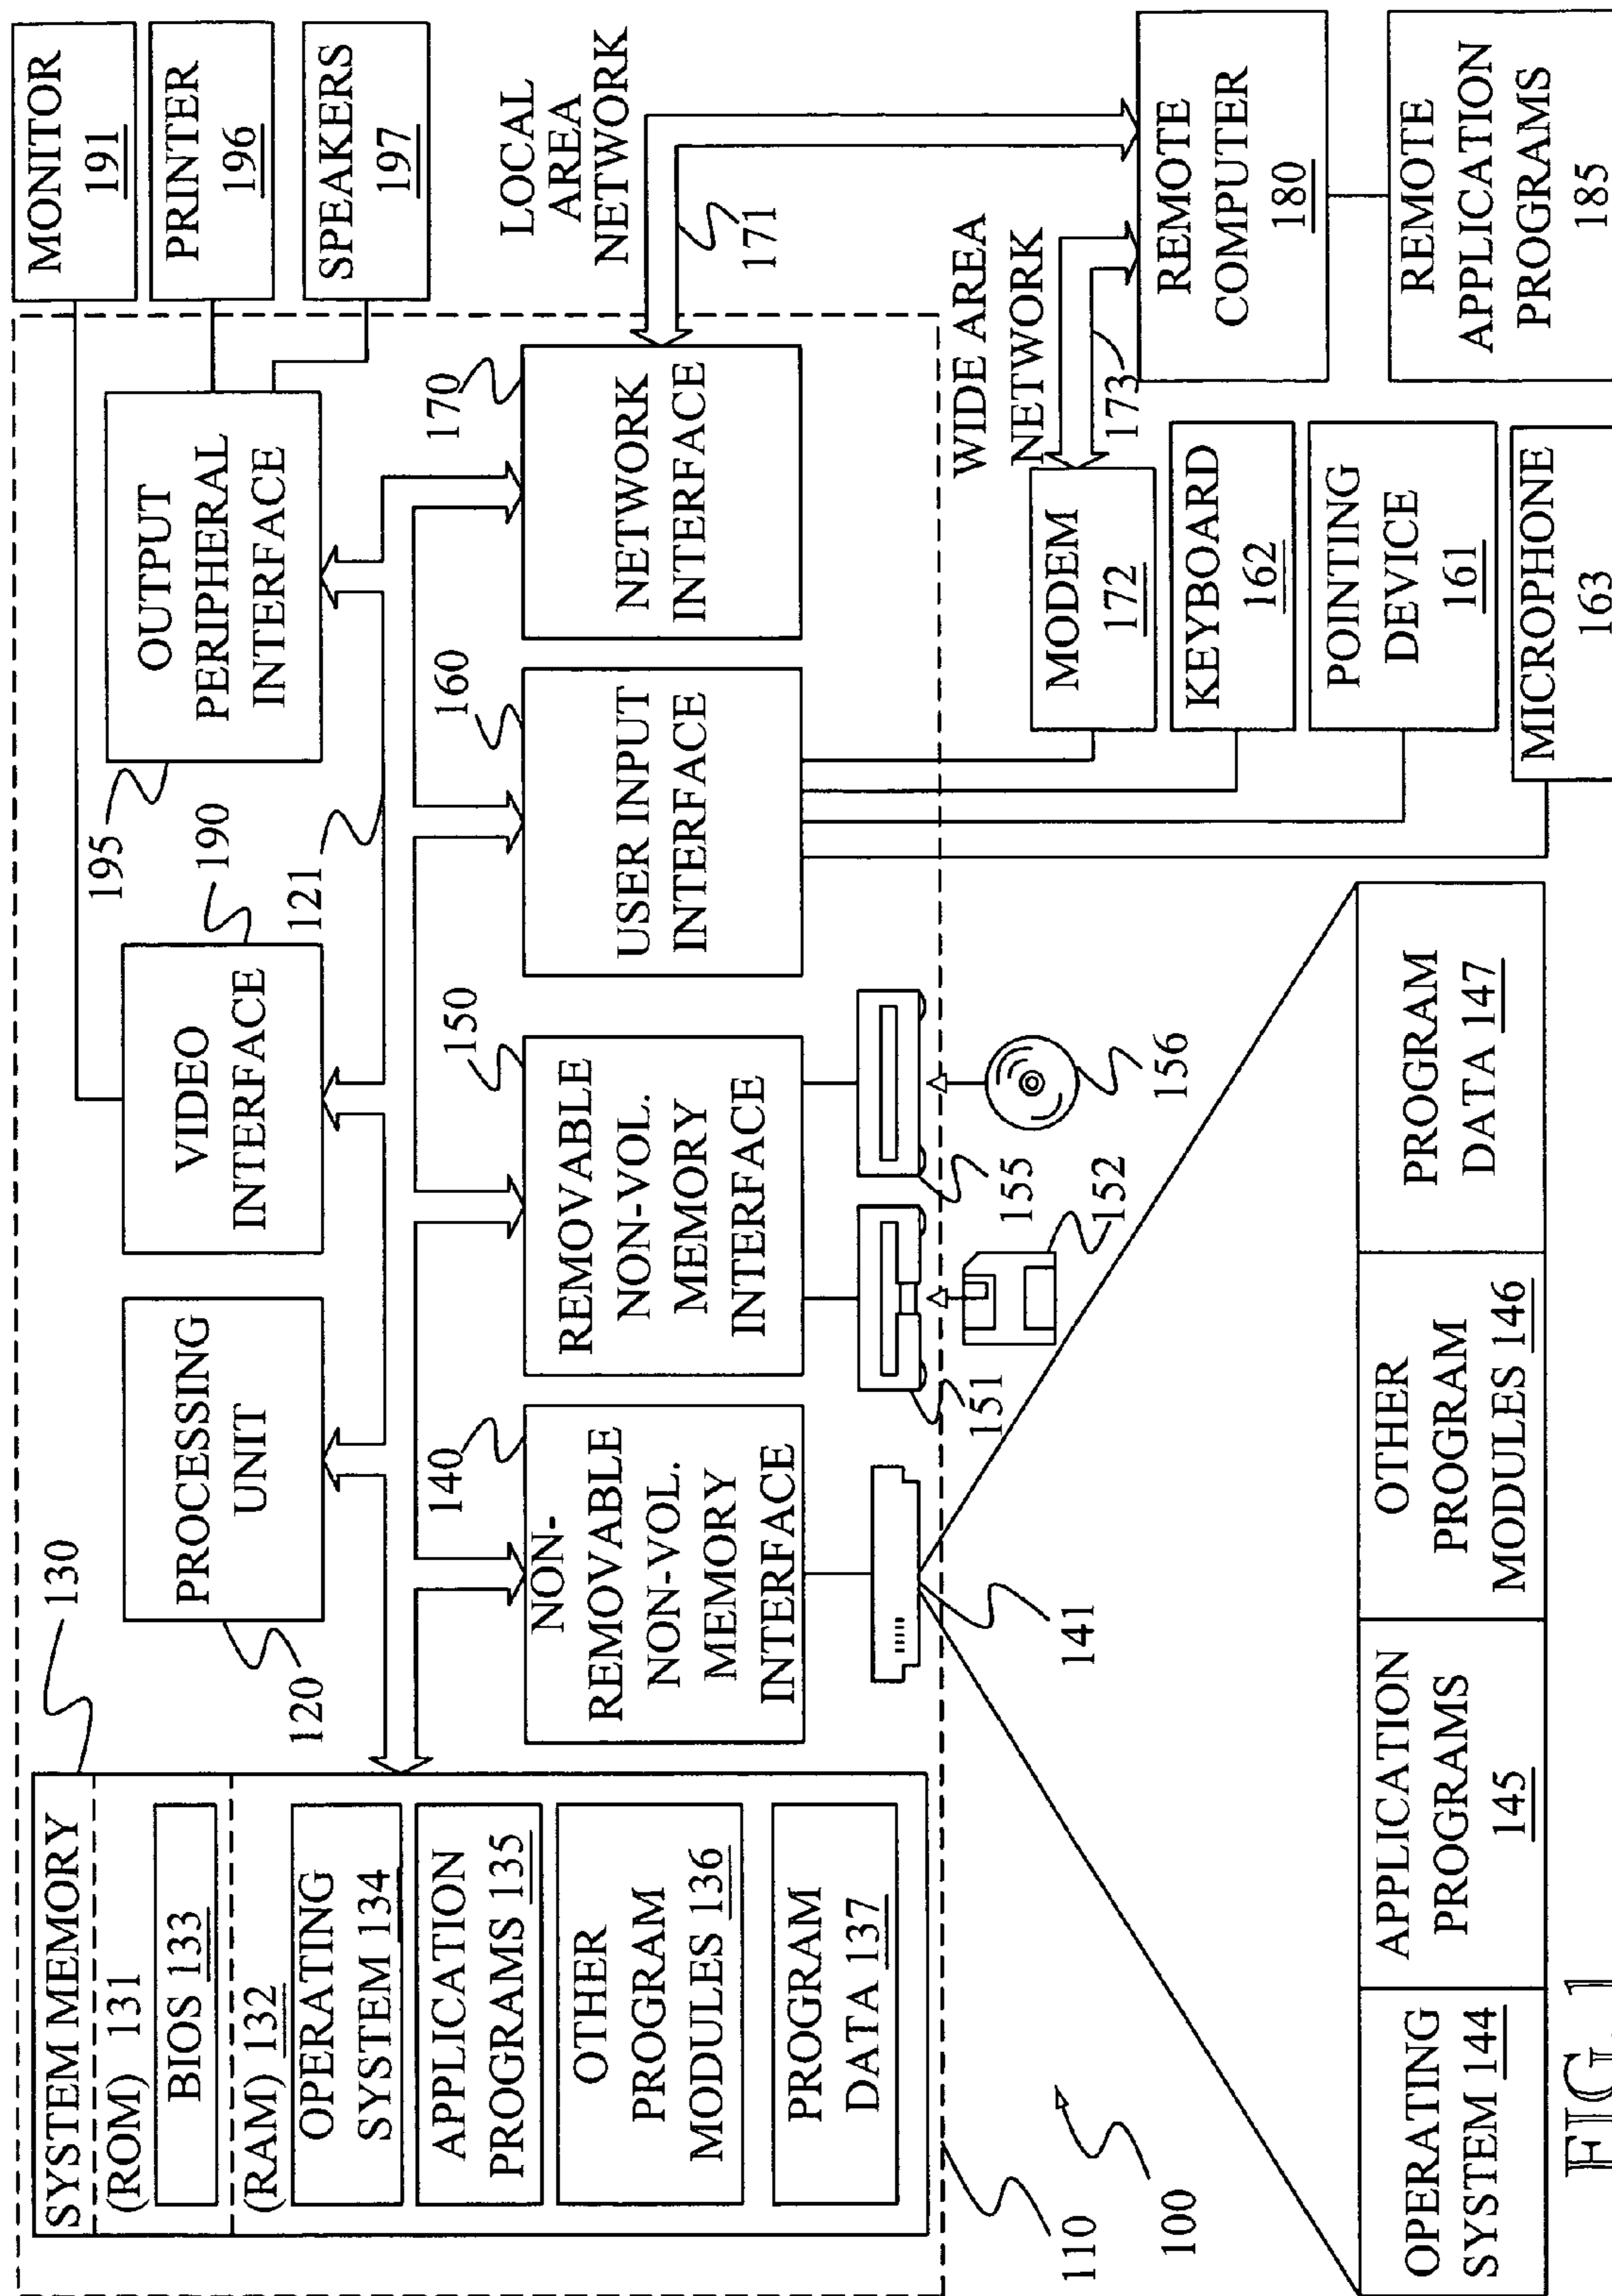 SYSTEM MEMORY
(ROM) 131
BIOS 133
(RAM) 132
OPERATING
SYSTEM 134
APPLICATION
PROGRAMS 135
OTHER
PROGRAM
MODULES 136
PROGRAM
DATA 137
130
120
PROCESSING
UNIT
VIDEO
INTERFACE
190
121
195
OUTPUT
PERIPHERAL
INTERFACE
MONITOR
191
PRINTER
196
SPEAKERS
197
140
NON-
REMOVABLE
NON-VOL.
MEMORY
INTERFACE
150
REMOVABLE
NON-VOL.
MEMORY
INTERFACE
160
USER INPUT
INTERFACE
170
NETWORK
INTERFACE
LOCAL
AREA
NETWORK
171
141
151
152
155
156
WIDE AREA
NETWORK
173
MODEM
172
KEYBOARD
162
POINTING
DEVICE
161
MICROPHONE
163
REMOTE
COMPUTER
180
REMOTE
APPLICATION
PROGRAMS
185
110
100
OPERATING
SYSTEM 144
APPLICATION
PROGRAMS
145
OTHER
PROGRAM
MODULES 146
PROGRAM
DATA 147
FIG. 1